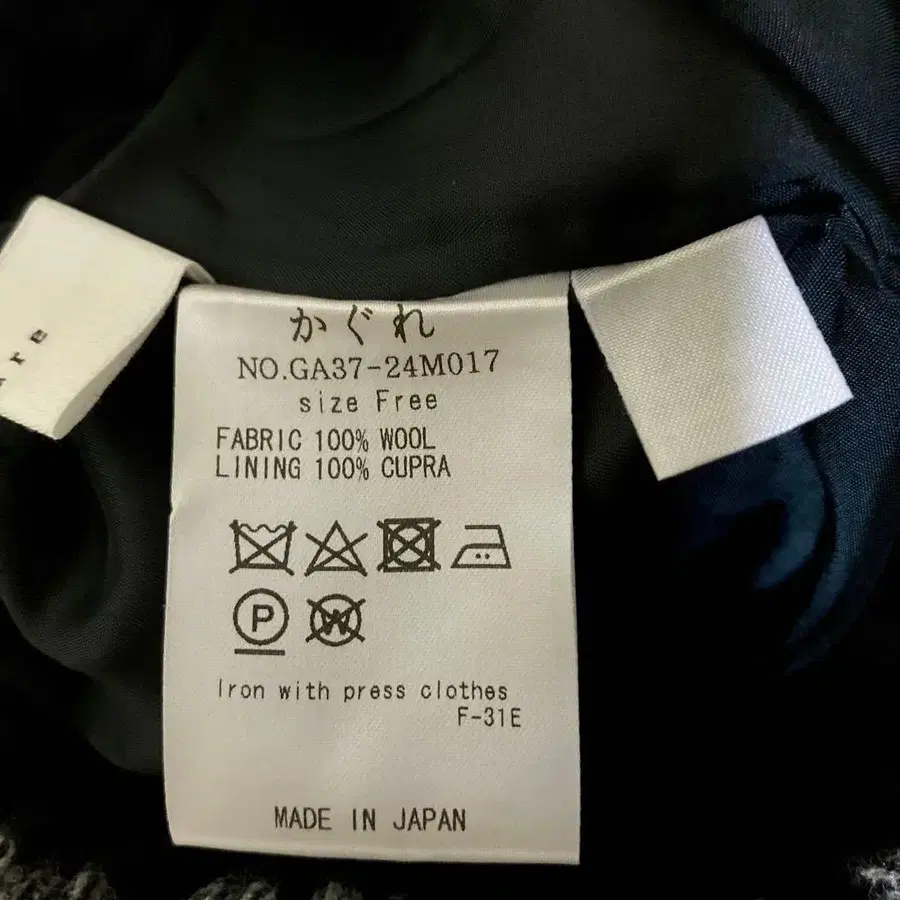 かぐれ
NO.GA37-24M017
size Free
FABRIC 100% WOOL
LINING 100% CUPRA
P
W
Iron with press clothes
F-31E
MADE IN JAPAN